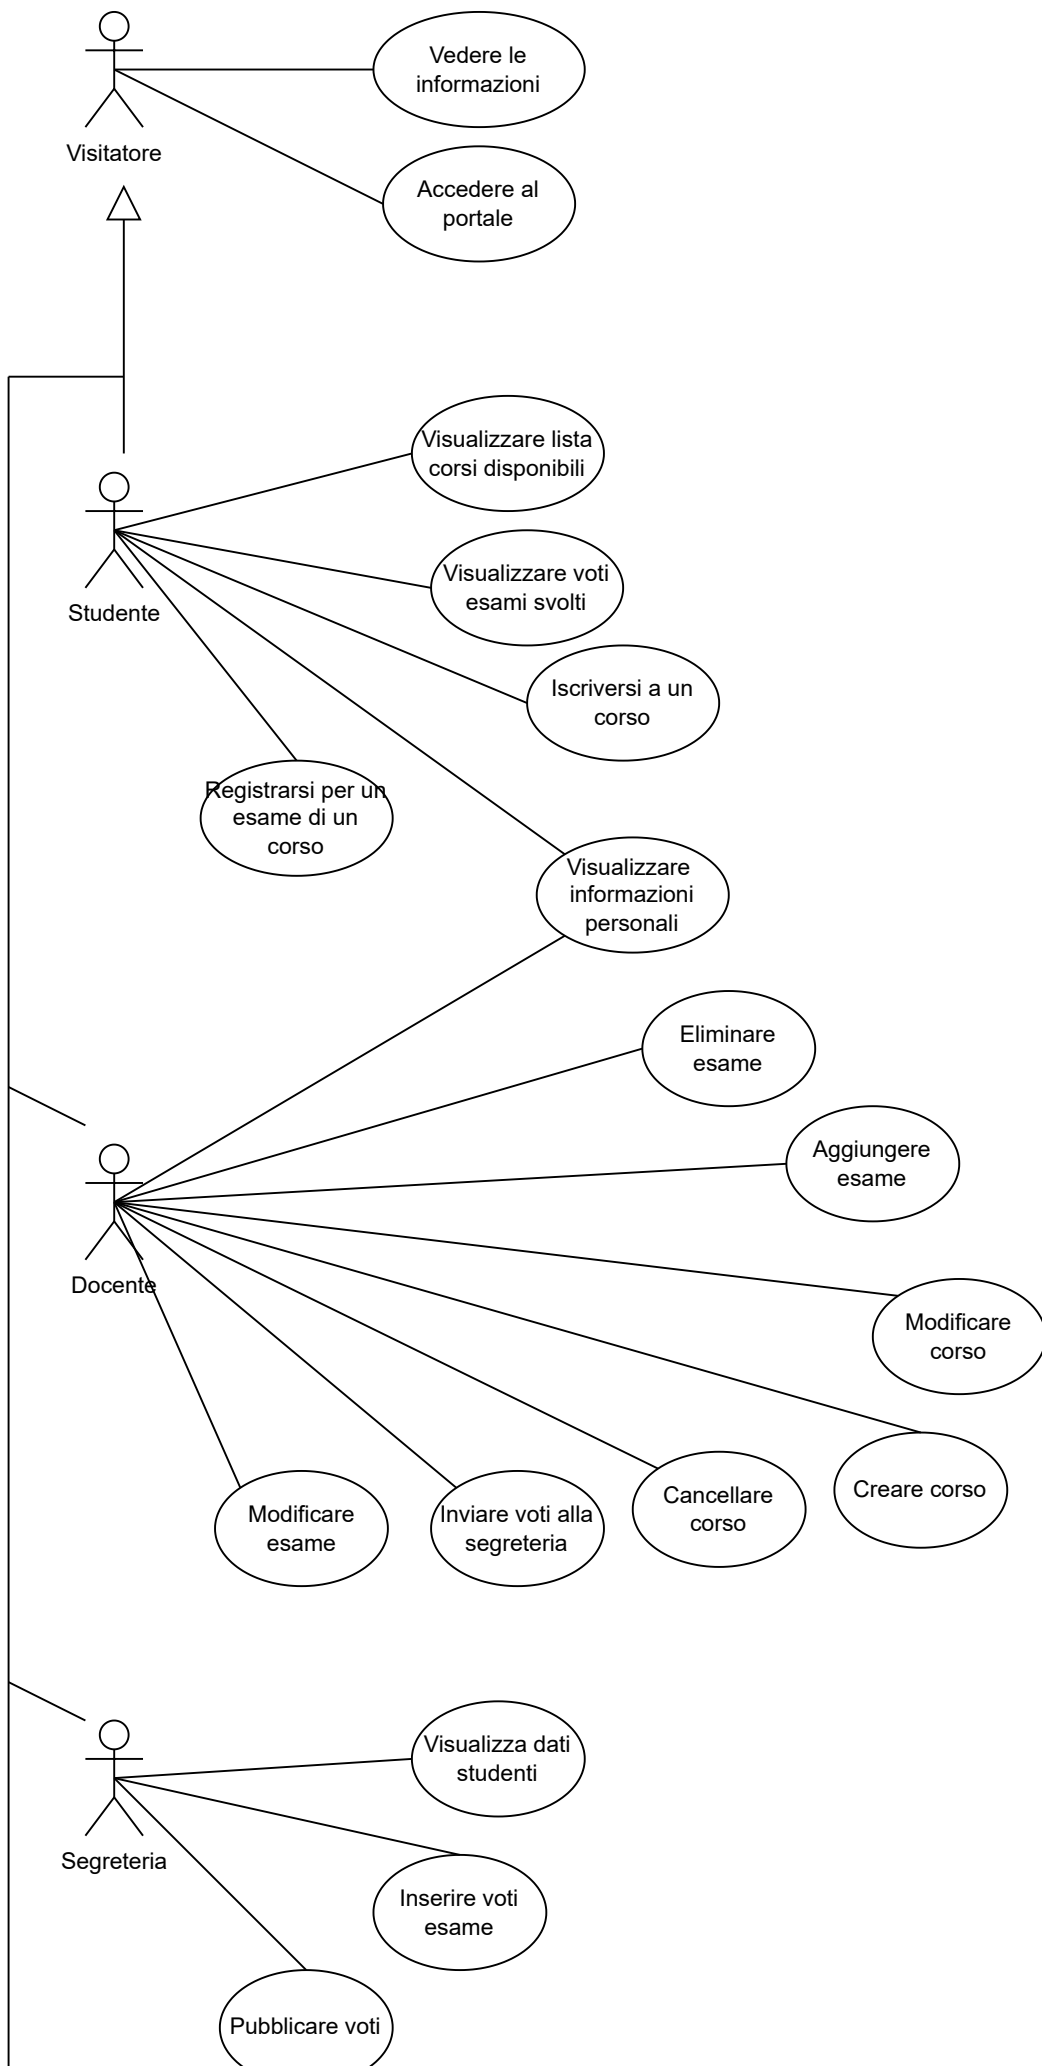 Vedere le
informazioni
Visitatore
Accedere al
portale
Visualizzare lista
corsi disponibili
Studente
Visualizzare voti
esami svolti
Iscriversi a un
corso
Registrarsi per un
esame di un
corso
Visualizzare
informazioni
personali
Eliminare
esame
Aggiungere
esame
Docente
Modificare
corso
Creare corso
Cancellare
corso
Inviare voti alla
segreteria
Modificare
esame
Visualizza dati
studenti
Segreteria
Inserire voti
esame
Pubblicare voti